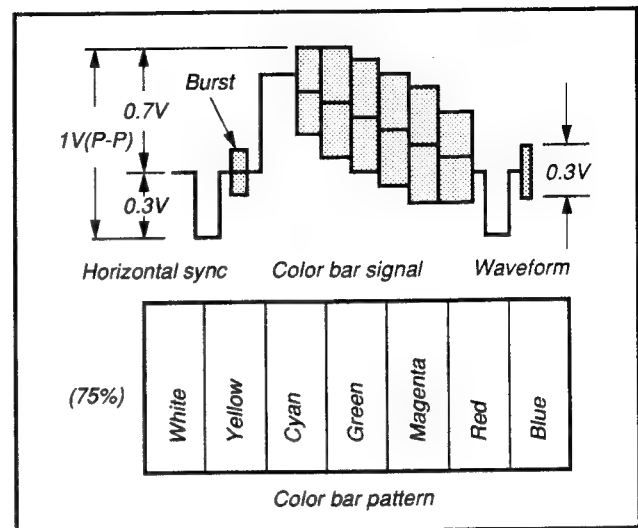 Burst
0.7V
1V(P-P)
0.3V
0.3V
Horizontal sync
Color bar signal
Waveform
(75%)
White
Yellow
Cyan
Green
Magenta
Red
Blue
Color bar pattern